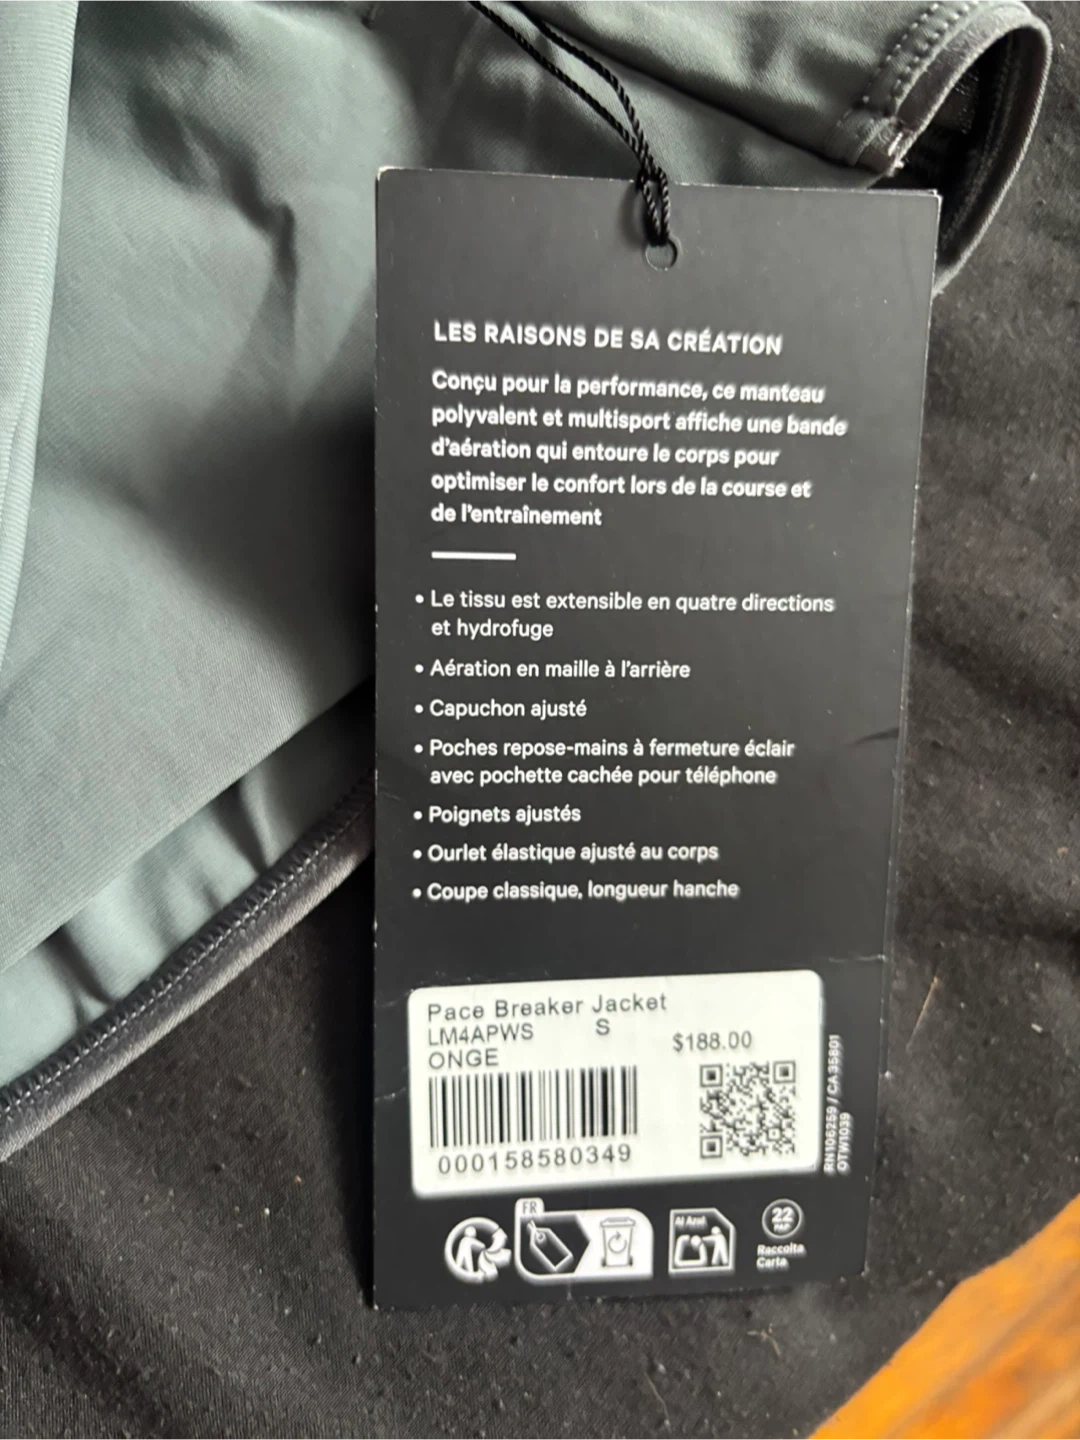 LES RAISONS DE SA CRÉATION
Conçu pour la performance, ce manteau
polyvalent et multisport affiche une bande
d'aération qui entoure le corps pour
optimiser le confort lors de la course et
de l'entraînement
• Le tissu est extensible en quatre directions
et hydrofuge
• Aération en maille à l'arrière
• Capuchon ajusté
• Poches repose-mains à fermeture éclair
avec pochette cachée pour téléphone
• Poignets ajustés
• Ourlet élastique ajusté au corps
• Coupe classique, longueur hanche
Pace Breaker Jacket
LM4APWS S
$188.00
ONGE
000158580349
RN106259 / CA 35801
OTW1039
FR
Al Azul
22
PAP
Raccolta
Carta